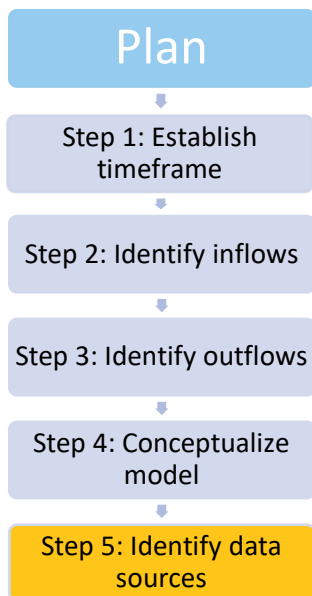 Plan
Step 1: Establish
timeframe
Step 2: Identify inflows
Step 3: Identify outflows
Step 4: Conceptualize
model
Step 5: Identify data
sources